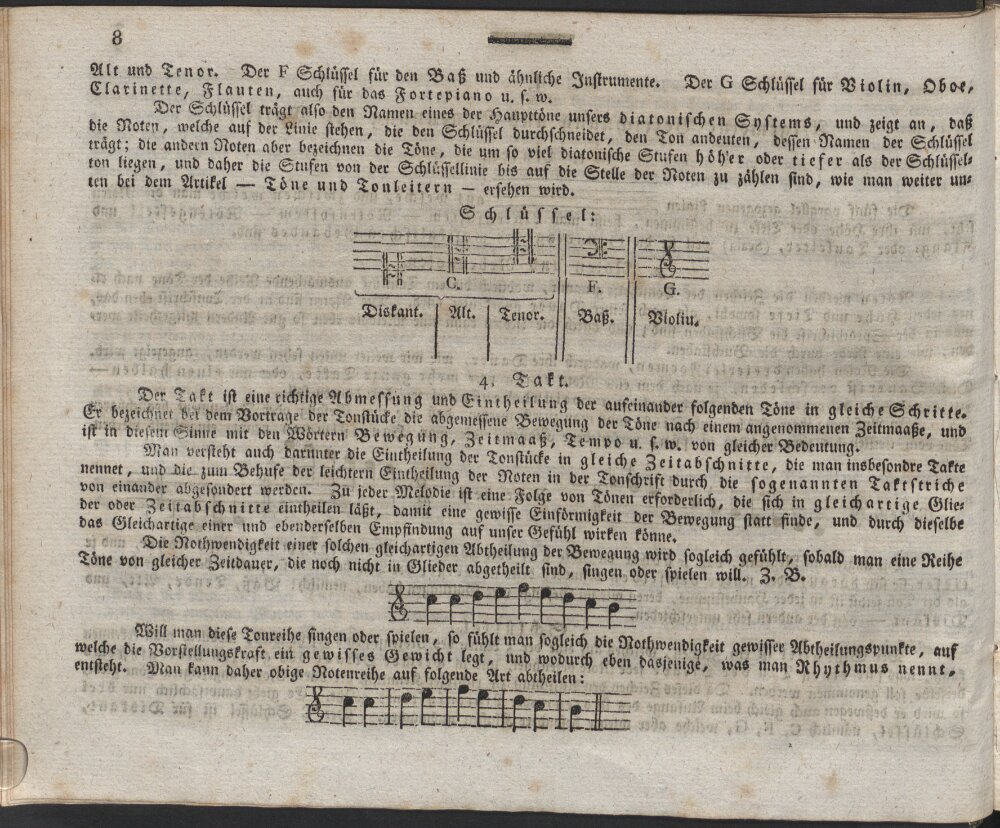 8
Alt und Tenor. Der F Schlüssel für den Baß und ähnliche Instrumente. Der G Schlüssel für Violin, Oboe,
Clarinette, Flauten, auch für das Fortepiano u. s. w.
Der Schlüssel trägt also den Namen eines der Haupttöne unsers diatonischen Systems, und zeigt an, daß
die Noten, welche auf der Linie stehen, die den Schlüssel durchschneidet, den Ton andeuten, dessen Namen der Schlüssel
trägt; die andern Noten aber bezeichnen die Töne, die um so viel diatonische Stufen höh'er oder tiefer als der Schlüssel-
ton liegen, und daher die Stufen von der Schlüssellinie bis auf die Stelle der Noten zu zählen sind, wie man weiter un-
ten bei dem Artikel — Töne und Tonleitern — ersehen wird.
Schlüssel:
C. F. G.
Diskant. Alt. Tenor. Baß. Violin.
4. Takt.
Der Takt ist eine richtige Abmessung und Eintheilung der aufeinander folgenden Töne in gleiche Schritte.
Er bezeichnet bei dem Vortrage der Tonstücke die abgemessene Bewegung der Töne nach einem angenommenen Zeitmaaße, und
ist in diesem Sinne mit den Wörtern Bewegung, Zeitmaaß, Tempo u. s. w. von gleicher Bedeutung.
Man versteht auch darunter die Eintheilung der Tonstücke in gleiche Zeitabschnitte, die man insbesondre Takte
nennet, und die zum Behufe der leichtern Eintheilung der Noten in der Tonschrift durch die sogenannten Taktstriche
von einander abgesondert werden. Zu jeder Melodie ist eine Folge von Tönen erforderlich, die sich in gleichartige Glie-
der oder Zeitabschnitte eintheilen läßt, damit eine gewisse Einförmigkeit der Bewegung statt finde, und durch dieselbe
das Gleichartige einer und ebenderselben Empfindung auf unser Gefühl wirken könne.
Die Nothwendigkeit einer solchen gleichartigen Abtheilung der Bewegung wird sogleich gefühlt, sobald man eine Reihe
Töne von gleicher Zeitdauer, die noch nicht in Glieder abgetheilt sind, singen oder spielen will. Z. B.
Will man diese Tonreihe singen oder spielen, so fühlt man sogleich die Nothwendigkeit gewisser Abtheilungspunkte, auf
welche die Vorstellungskraft ein gewisses Gewicht legt, und wodurch eben dasjenige, was man Rhythmus nennt,
entsteht. Man kann daher obige Notenreihe auf folgende Art abtheilen: